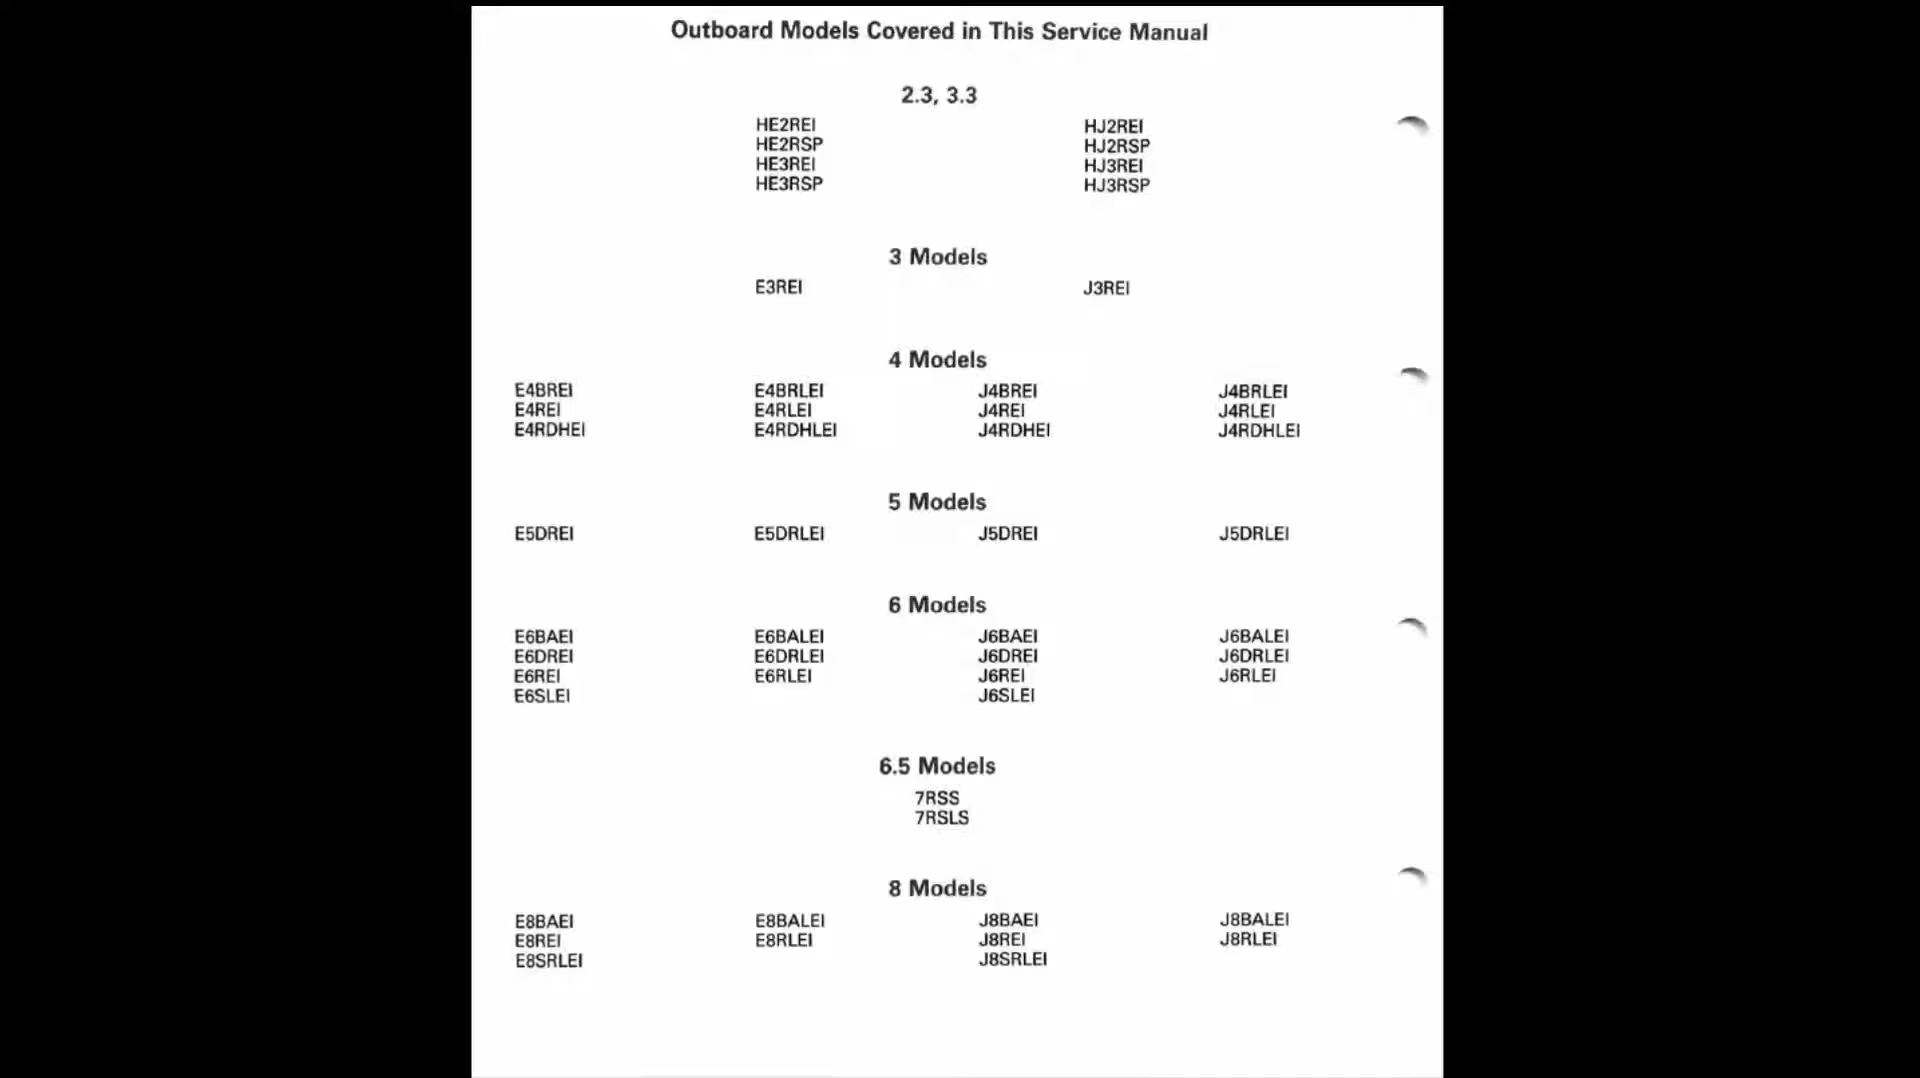 Outboard Models Covered in This Service Manual
2.3, 3.3
HE2REI HJ2REI
HE2RSP HJ2RSP
HE3REI HJ3REI
HE3RSP HJ3RSP
3 Models
E3REI J3REI
4 Models
E4BREI E4BRLEI J4BREI J4BRLEI
E4REI E4RLEI J4REI J4RLEI
E4RDHEI E4RDHLEI J4RDHEI J4RDHLEI
5 Models
E5DREI E5DRLEI J5DREI J5DRLEI
6 Models
E6BAEI E6BALEI J6BAEI J6BALEI
E6DREI E6DRLEI J6DREI J6DRLEI
E6REI E6RLEI J6REI J6RLEI
E6SLEI J6SLEI
6.5 Models
7RSS
7RSLS
8 Models
E8BAEI E8BALEI J8BAEI J8BALEI
E8REI E8RLEI J8REI J8RLEI
E8SRLEI J8SRLEI